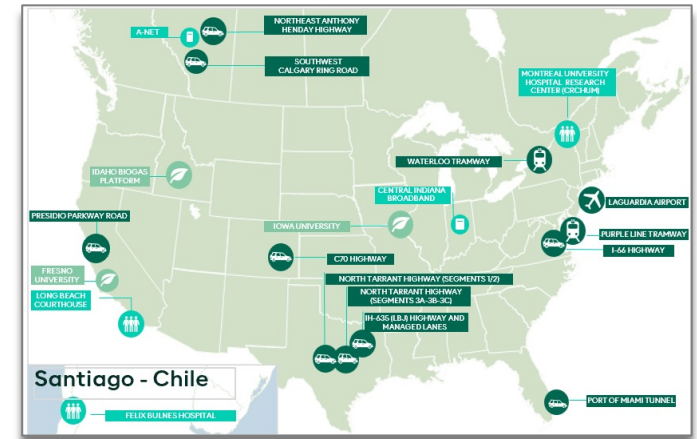 NORTHEAST ANTHONY
HENDAY HIGHWAY
A-NET
SOUTHWEST
CALGARY RING ROAD
MONTREAL UNIVERSITY
HOSPITAL RESEARCH
CENTER (CRCHUM)
WATERLOO TRAMWAY
IDAHO BIOGAS
PLATFORM
CENTRAL INDIANA
BROADBAND
LAGUARDIA AIRPORT
PRESIDIO PARKWAY ROAD
IOWA UNIVERSITY
PURPLE LINE TRAMWAY
I-66 HIGHWAY
C70 HIGHWAY
FRESNO
UNIVERSITY
NORTH TARRANT HIGHWAY (SEGMENTS 1/2)
NORTH TARRANT HIGHWAY
(SEGMENTS 3A-3B-3C)
LONG BEACH
COURTHOUSE
IH-635 (LBJ) HIGHWAY AND
MANAGED LANES
Santiago - Chile
PORT OF MIAMI TUNNEL
FELIX BULNES HOSPITAL